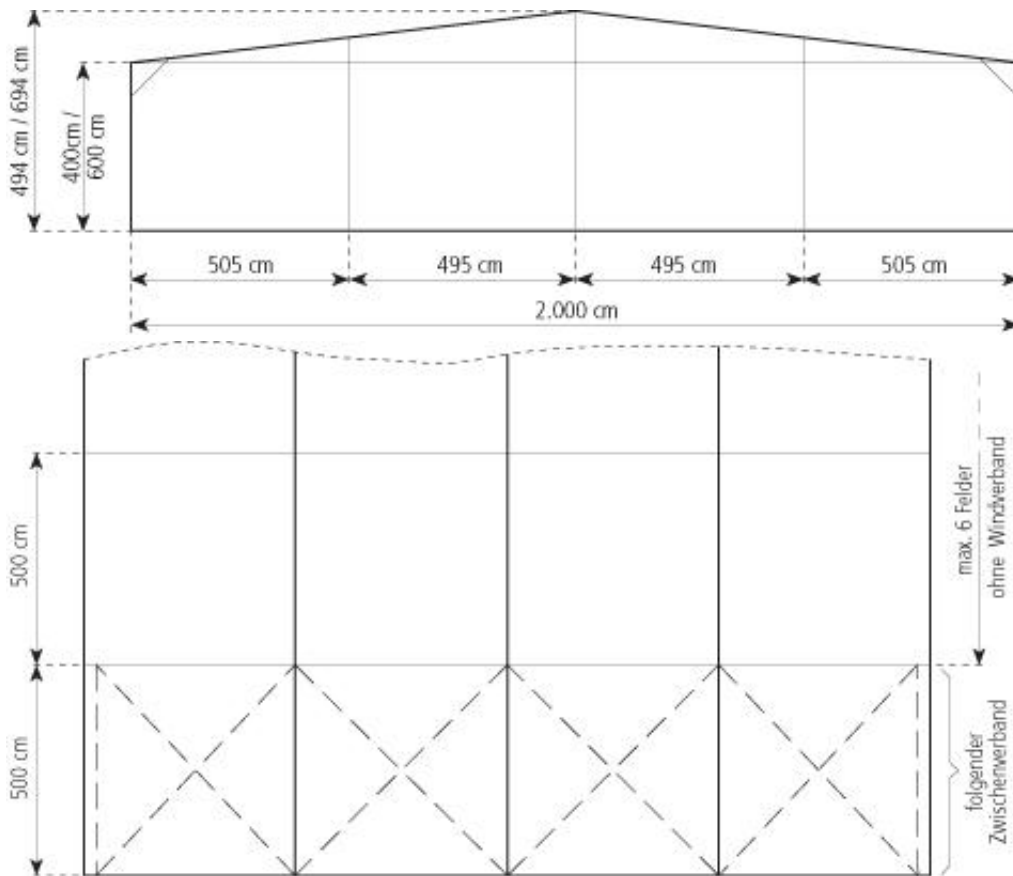 494 cm / 694 cm
400cm /
600 cm
505 cm
495 cm
495 cm
505 cm
2.000 cm
500 cm
max. 6 Felder
ohne Windverband
500 cm
folgender
Zwischenverband